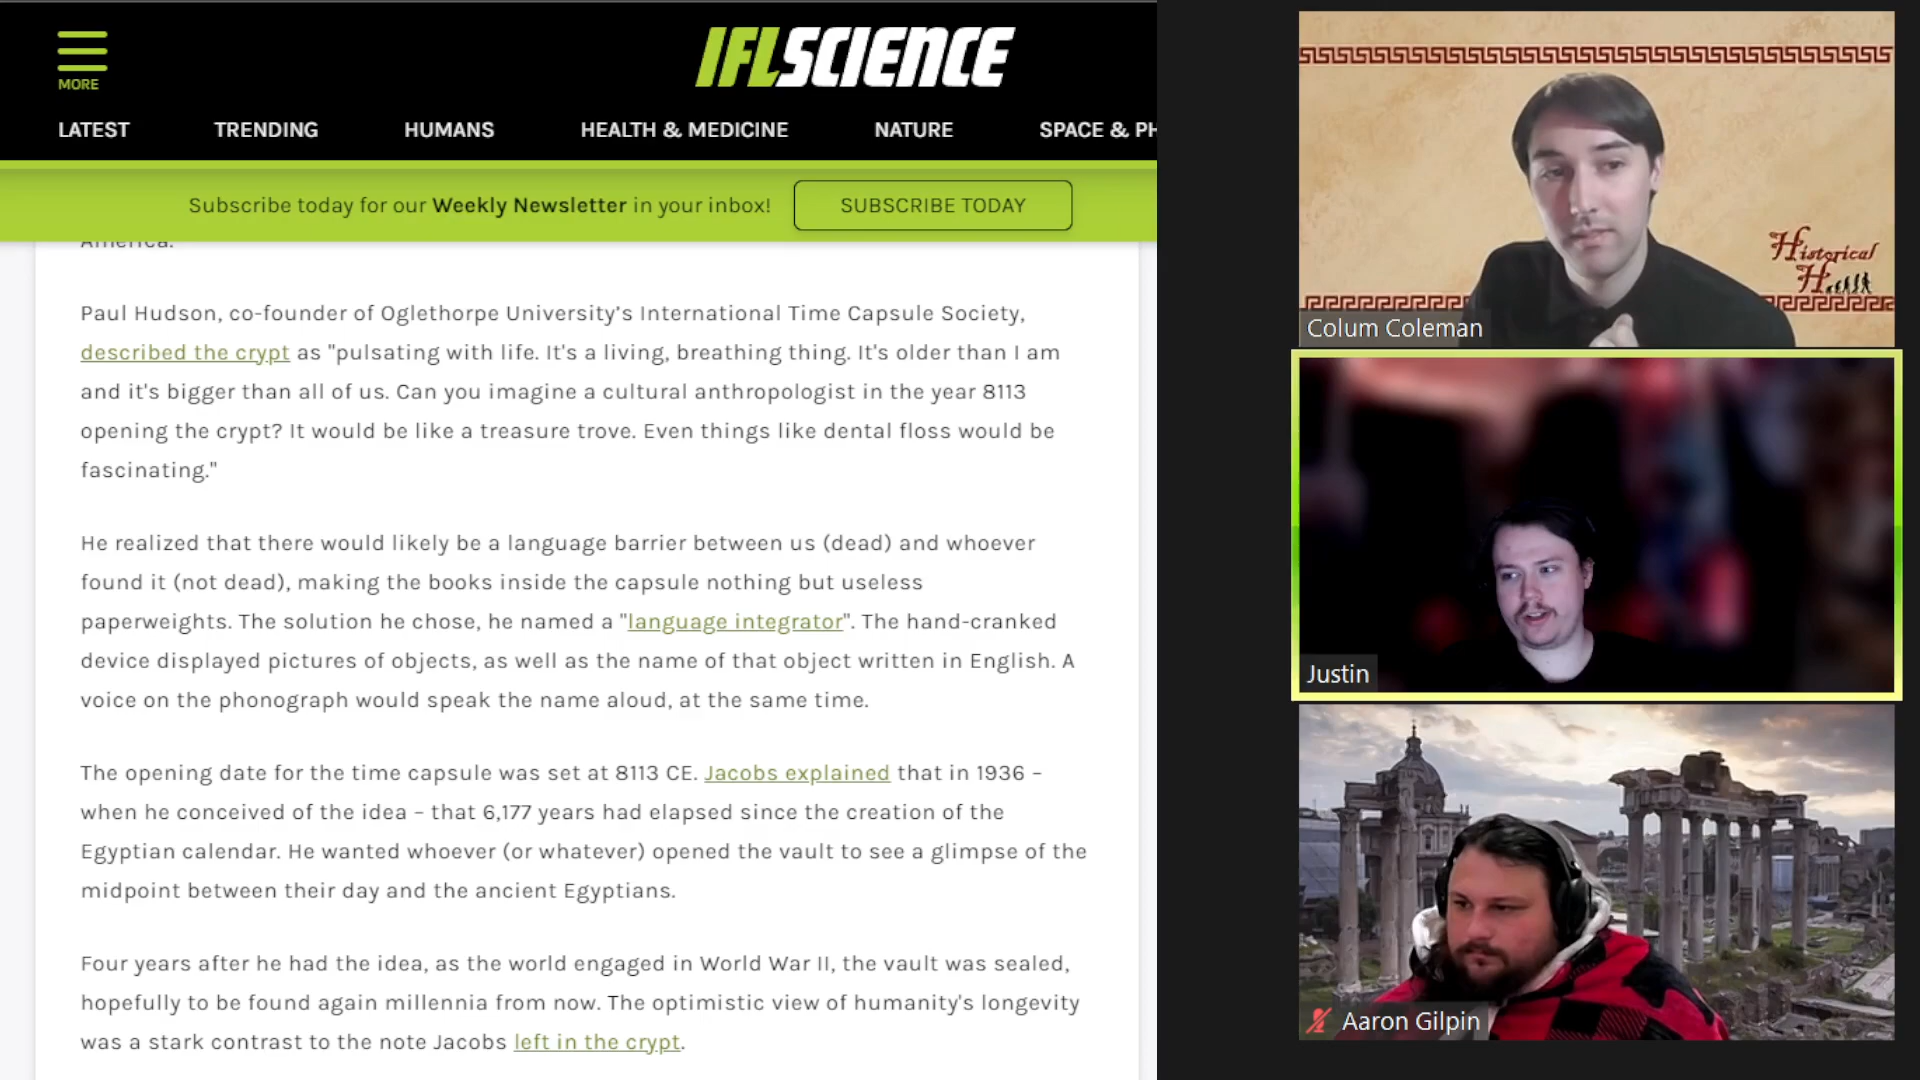 MORE
IFLSCIENCE
LATEST
TRENDING
HUMANS
HEALTH & MEDICINE
NATURE
SPACE & PH
Subscribe today for our Weekly Newsletter in your inbox!
SUBSCRIBE TODAY
America.
Paul Hudson, co-founder of Oglethorpe University's International Time Capsule Society,
described the crypt as "pulsating with life. It's a living, breathing thing. It's older than I am
and it's bigger than all of us. Can you imagine a cultural anthropologist in the year 8113
opening the crypt? It would be like a treasure trove. Even things like dental floss would be
fascinating."
He realized that there would likely be a language barrier between us (dead) and whoever
found it (not dead), making the books inside the capsule nothing but useless
paperweights. The solution he chose, he named a "language integrator". The hand-cranked
device displayed pictures of objects, as well as the name of that object written in English. A
voice on the phonograph would speak the name aloud, at the same time.
The opening date for the time capsule was set at 8113 CE. Jacobs explained that in 1936 –
when he conceived of the idea – that 6,177 years had elapsed since the creation of the
Egyptian calendar. He wanted whoever (or whatever) opened the vault to see a glimpse of the
midpoint between their day and the ancient Egyptians.
Four years after he had the idea, as the world engaged in World War II, the vault was sealed,
hopefully to be found again millennia from now. The optimistic view of humanity's longevity
was a stark contrast to the note Jacobs left in the crypt.
Historical
Colum Coleman
Justin
Aaron Gilpin